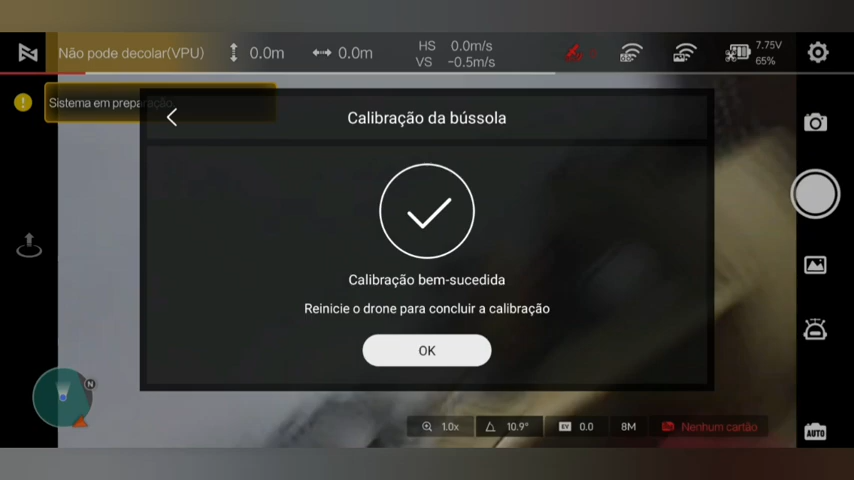 Não pode decolar(VPU)
0.0m
0.0m
HS 0.0m/s
VS -0.5m/s
7.75V
65%
Sistema em preparação
Calibração da bússola
Calibração bem-sucedida
Reinicie o drone para concluir a calibração
OK
N
1.0x
10.9°
EV 0.0
8M
Nenhum cartão
AUTO